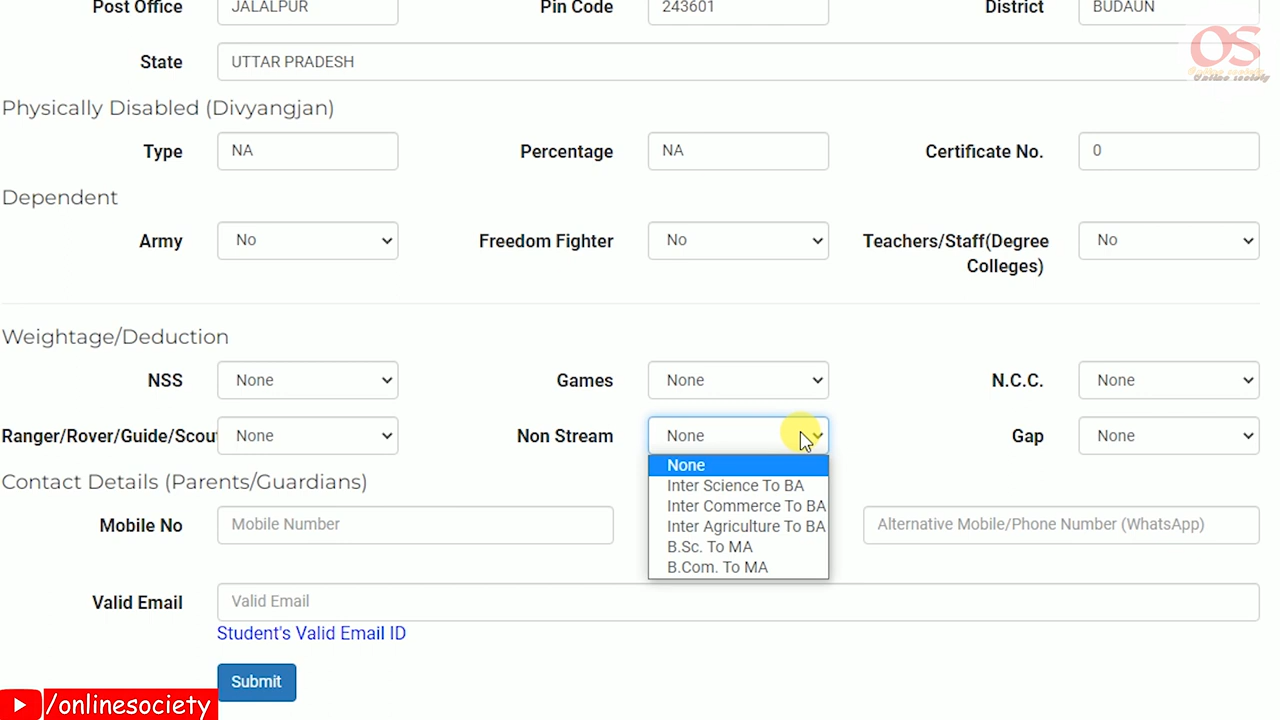 Post Office JALALPUR Pin Code 243601 District BUDAUN
OS
Online society
Online society
State UTTAR PRADESH
Physically Disabled (Divyangjan)
Type NA Percentage NA Certificate No. 0
Dependent
Army No Freedom Fighter No Teachers/Staff(Degree No
Colleges)
Weightage/Deduction
NSS None Games None N.C.C. None
Ranger/Rover/Guide/Scou None Non Stream None Gap None
None
Inter Science To BA
Inter Commerce To BA
Inter Agriculture To BA
B.Sc. To MA
B.Com. To MA
Contact Details (Parents/Guardians)
Mobile No Mobile Number Alternative Mobile/Phone Number (WhatsApp)
Valid Email Valid Email
Student's Valid Email ID
Submit
/onlinesociety